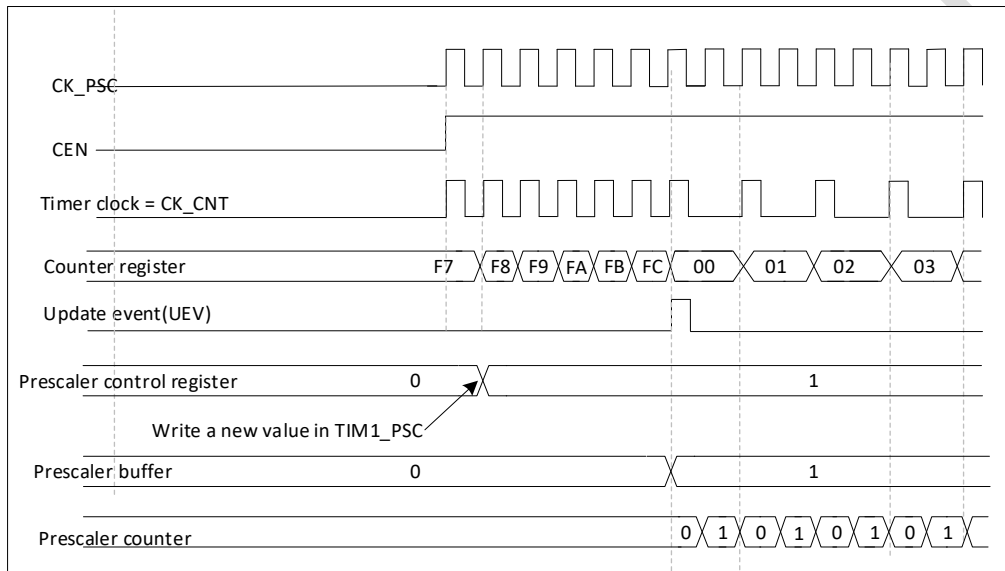 CK_PSC
CEN
Timer clock = CK_CNT
Counter register F7 F8 F9 FA FB FC 00 01 02 03
Update event(UEV)
Prescaler control register 0 1
Write a new value in TIM1_PSC
Prescaler buffer 0 1
Prescaler counter 0 1 0 1 0 1 0 1